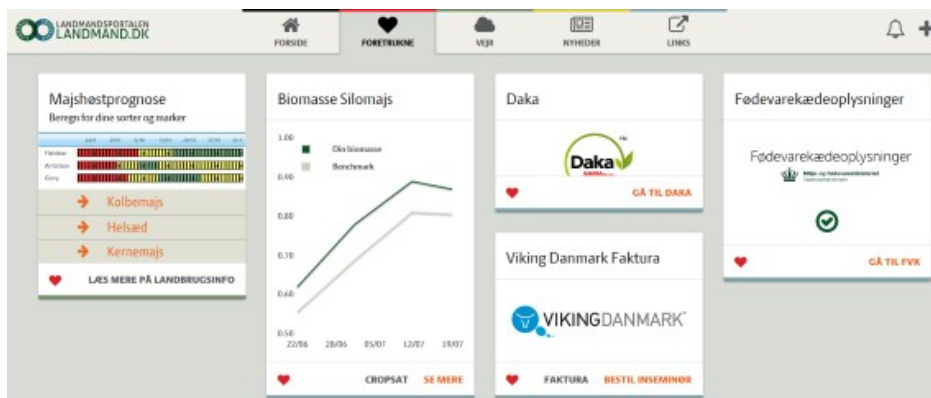 LANDMANDSPORTALEN
LANDMAND.DK
FORSIDE
FORETRUKNE
VEJR
NYHEDER
LINKS
Majshøstprognose
Beregn for dine sorter og marker
Kolbemajs
Helsæd
Kernemajs
LÆS MERE PÅ LANDBRUGSINFO
Biomasse Silomajs
1.00
Din biomasse
Benchmark
0.90
0.80
0.70
0.60
0.50
22/06 28/06 05/07 12/07 19/07
CROPSAT SE MERE
Daka
Daka
GÅ TIL DAKA
Viking Danmark Faktura
VIKINGDANMARK
FAKTURA BESTIL INSEMINØR
Fødevarekædeoplysninger
Fødevarekædeoplysninger
GÅ TIL FVK